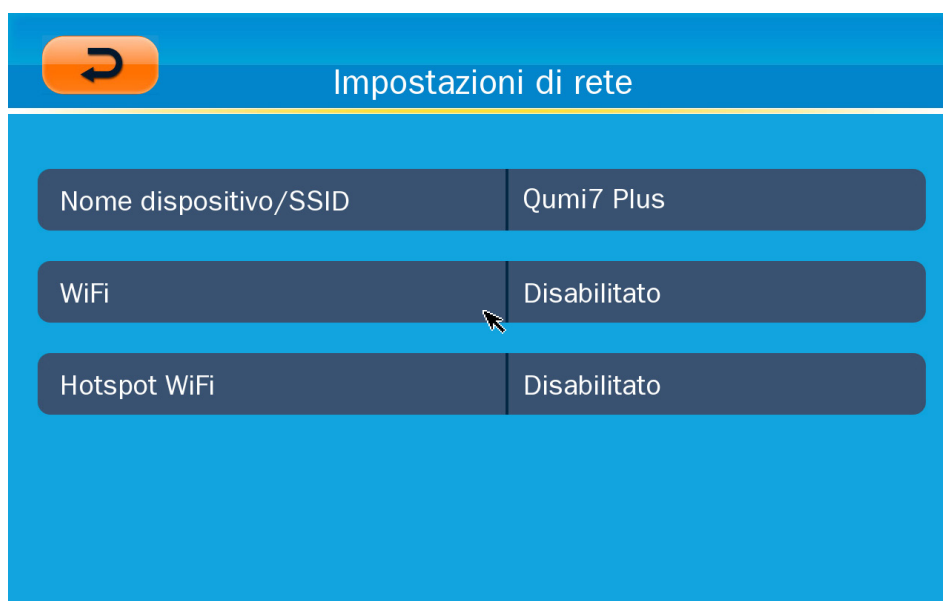 Impostazioni di rete
Nome dispositivo/SSID Qumi7 Plus
WiFi Disabilitato
Hotspot WiFi Disabilitato